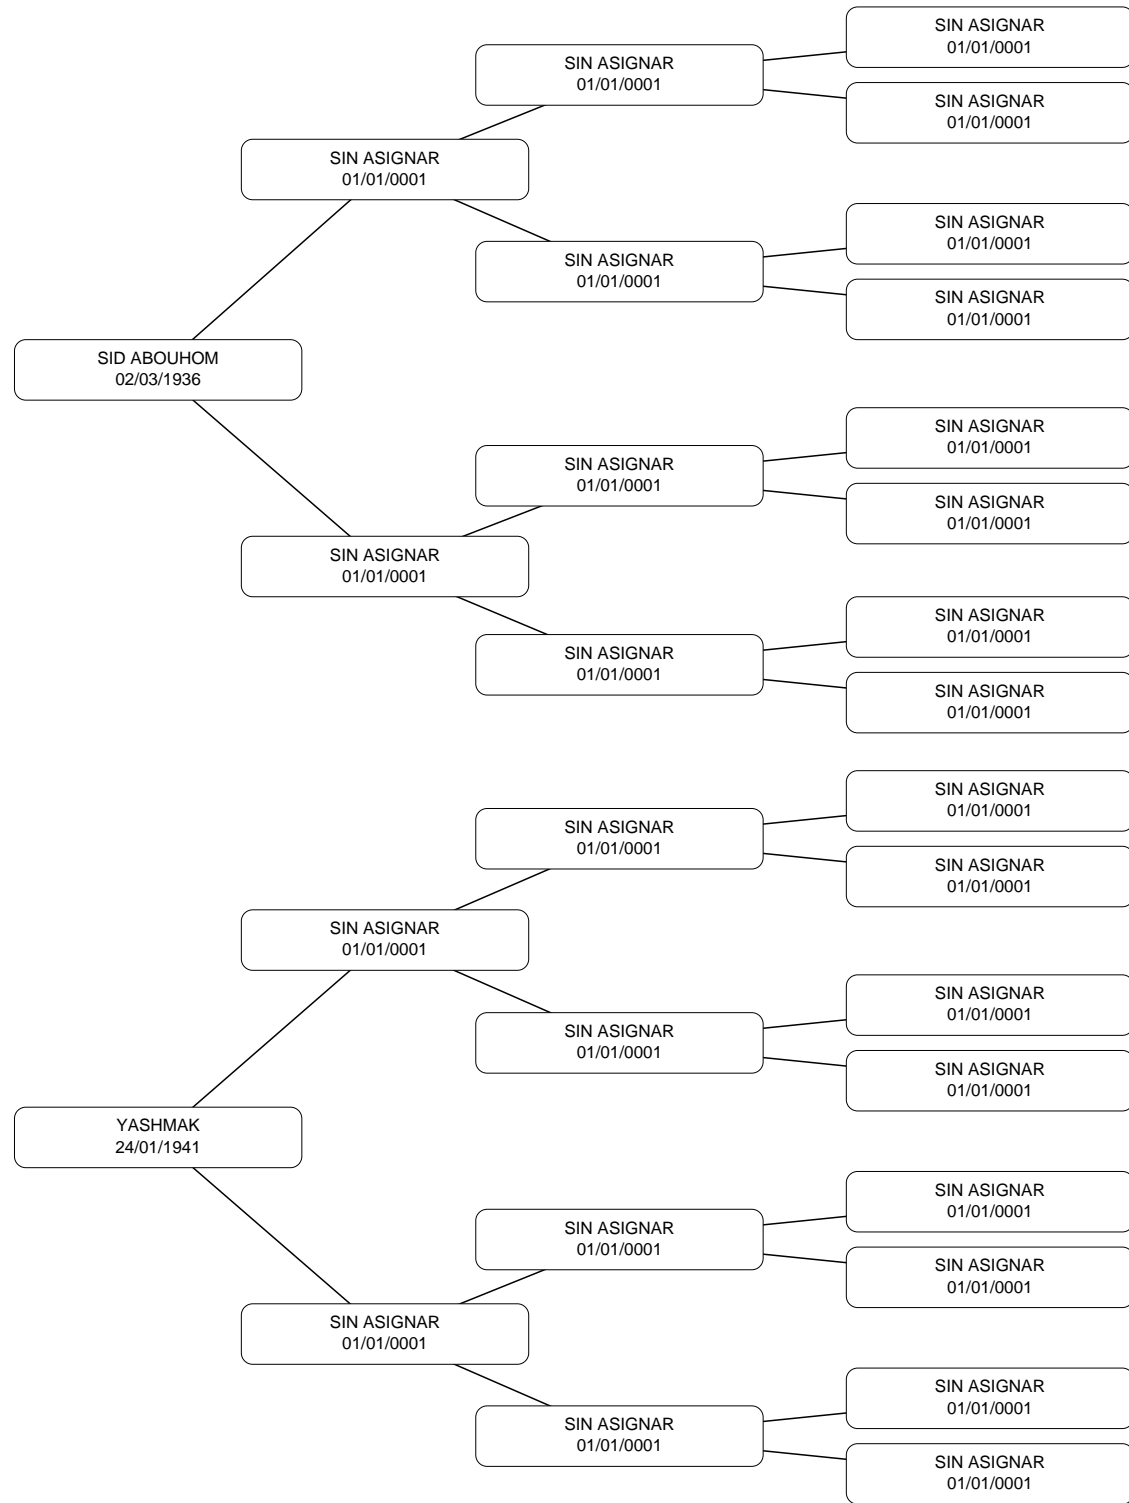 SIN ASIGNAR
01/01/0001
SIN ASIGNAR
01/01/0001
SIN ASIGNAR
01/01/0001
SIN ASIGNAR
01/01/0001
SIN ASIGNAR
01/01/0001
SIN ASIGNAR
01/01/0001
SIN ASIGNAR
01/01/0001
SID ABOUHOM
02/03/1936
SIN ASIGNAR
01/01/0001
SIN ASIGNAR
01/01/0001
SIN ASIGNAR
01/01/0001
SIN ASIGNAR
01/01/0001
SIN ASIGNAR
01/01/0001
SIN ASIGNAR
01/01/0001
SIN ASIGNAR
01/01/0001
SIN ASIGNAR
01/01/0001
SIN ASIGNAR
01/01/0001
SIN ASIGNAR
01/01/0001
SIN ASIGNAR
01/01/0001
SIN ASIGNAR
01/01/0001
SIN ASIGNAR
01/01/0001
SIN ASIGNAR
01/01/0001
YASHMAK
24/01/1941
SIN ASIGNAR
01/01/0001
SIN ASIGNAR
01/01/0001
SIN ASIGNAR
01/01/0001
SIN ASIGNAR
01/01/0001
SIN ASIGNAR
01/01/0001
SIN ASIGNAR
01/01/0001
SIN ASIGNAR
01/01/0001